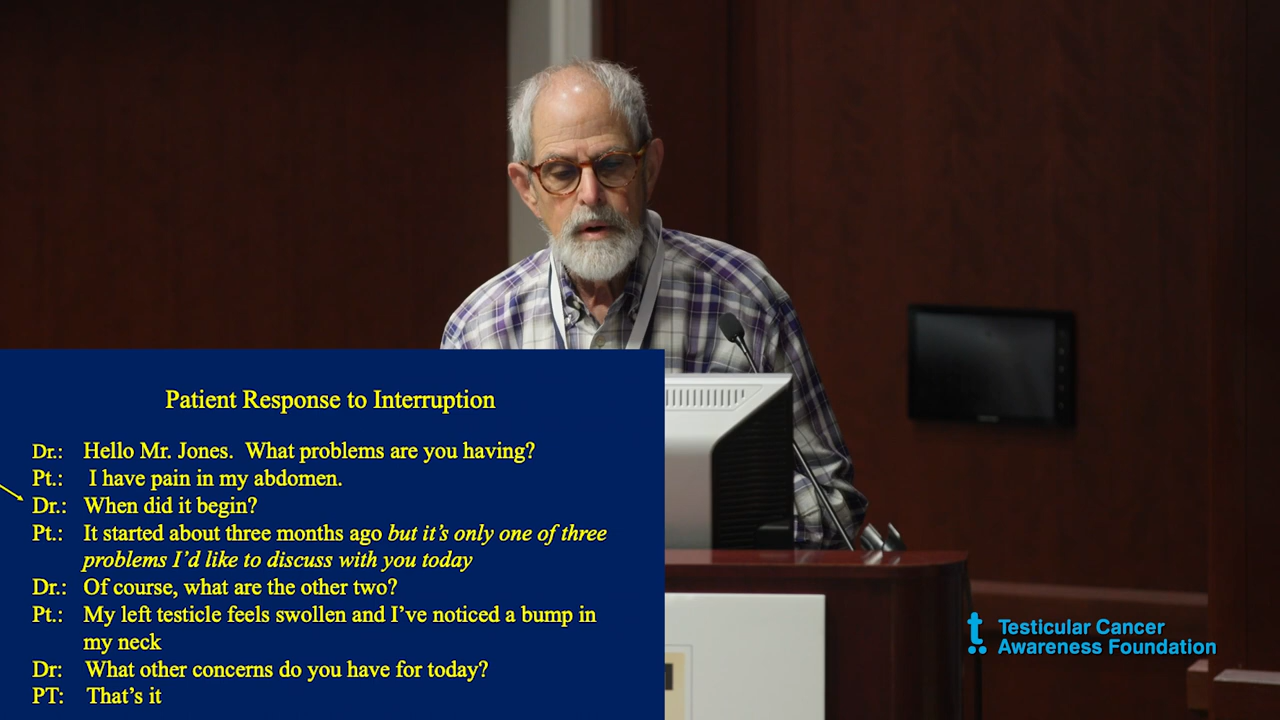 Patient Response to Interruption
Dr.: Hello Mr. Jones. What problems are you having?
Pt.: I have pain in my abdomen.
Dr.: When did it begin?
Pt.: It started about three months ago but it's only one of three
problems I'd like to discuss with you today
Dr.: Of course, what are the other two?
Pt.: My left testicle feels swollen and I've noticed a bump in
my neck
Dr: What other concerns do you have for today?
PT: That's it
Testicular Cancer
Awareness Foundation